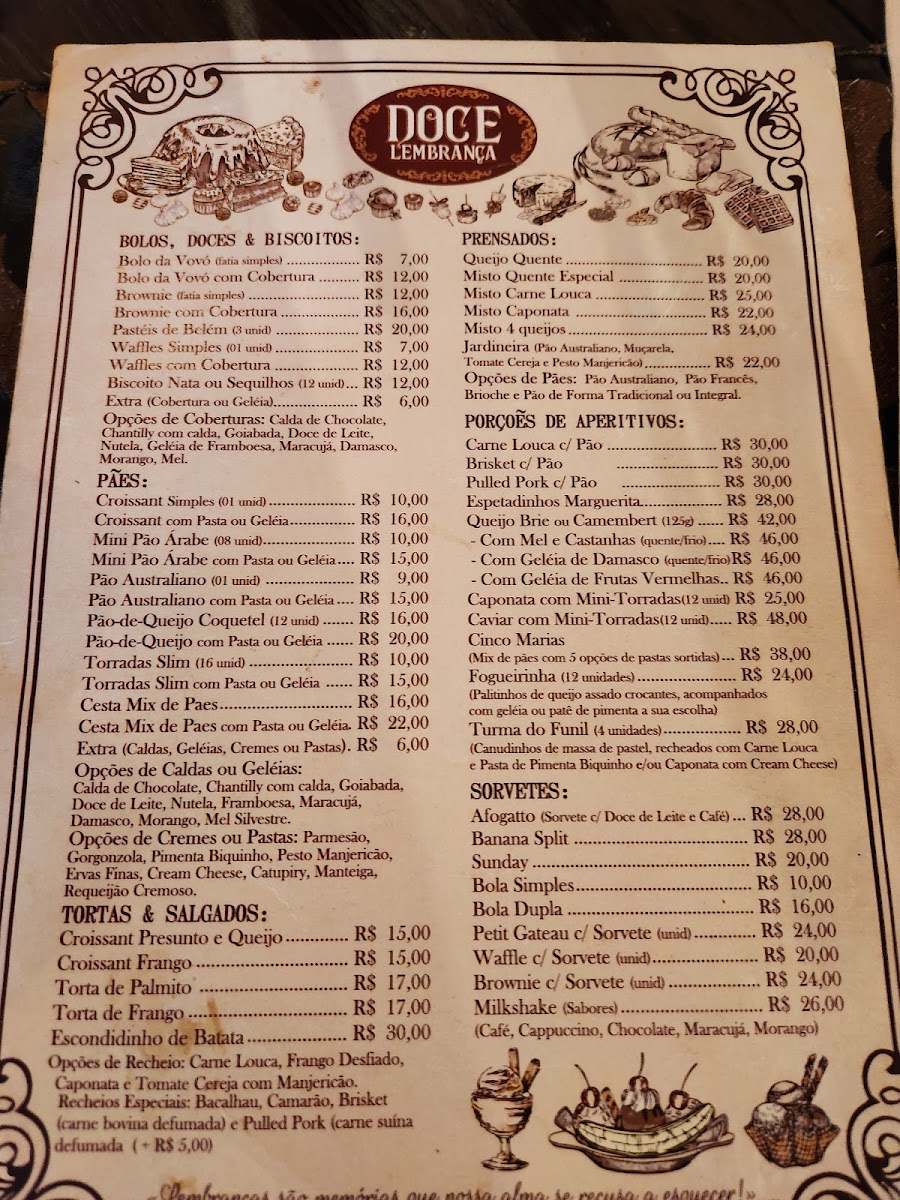 DOCE
LEMBRANÇA
BOLOS, DOCES & BISCOITOS:
Bolo da Vovó (fatia simples) .................. R$ 7,00
Bolo da Vovó com Cobertura .......... R$ 12,00
Brownie (fatia simples) ............................ R$ 12,00
Brownie com Cobertura .................... R$ 16,00
Pastéis de Belém (3 unid) ...................... R$ 20,00
Waffles Simples (01 unid) ..................... R$ 7,00
Waffles com Cobertura ...................... R$ 12,00
Biscoito Nata ou Sequilhos (12 unid)... R$ 12,00
Extra (Cobertura ou Geléia)..................... R$ 6,00
Opções de Coberturas: Calda de Chocolate,
Chantilly com calda, Goiabada, Doce de Leite,
Nutela, Geléia de Framboesa, Maracujá, Damasco,
Morango, Mel.
PÃES:
Croissant Simples (01 unid) ..................... R$ 10,00
Croissant com Pasta ou Geléia................ R$ 16,00
Mini Pão Árabe (08 unid)....................... R$ 10,00
Mini Pão Árabe com Pasta ou Geléia.... R$ 15,00
Pão Australiano (01 unid) ...................... R$ 9,00
Pão Australiano com Pasta ou Geléia .... R$ 15,00
Pão-de-Queijo Coquetel (12 unid) ...... R$ 16,00
Pão-de-Queijo com Pasta ou Geléia ...... R$ 20,00
Torradas Slim (16 unid) ......................... R$ 10,00
Torradas Slim com Pasta ou Geléia ...... R$ 15,00
Cesta Mix de Paes................................ R$ 16,00
Cesta Mix de Paes com Pasta ou Geléia. R$ 22,00
Extra (Caldas, Geléias, Cremes ou Pastas). R$ 6,00
Opções de Caldas ou Geléias:
Calda de Chocolate, Chantilly com calda, Goiabada,
Doce de Leite, Nutela, Framboesa, Maracujá,
Damasco, Morango, Mel Silvestre.
Opções de Cremes ou Pastas: Parmesão,
Gorgonzola, Pimenta Biquinho, Pesto Manjericão,
Ervas Finas, Cream Cheese, Catupiry, Manteiga,
Requeijão Cremoso.
TORTAS & SALGADOS:
Croissant Presunto e Queijo............. R$ 15,00
Croissant Frango ................................ R$ 15,00
Torta de Palmito ............................... R$ 17,00
Torta de Frango ................................. R$ 17,00
Escondidinho de Batata..................... R$ 30,00
Opções de Recheio: Carne Louca, Frango Desfiado,
Caponata e Tomate Cereja com Manjericão.
Recheios Especiais: Bacalhau, Camarão, Brisket
(carne bovina defumada) e Pulled Pork (carne suína
defumada ( + R$ 5,00)
PRENSADOS:
Queijo Quente ................................ R$ 20,00
Misto Quente Especial .................... R$ 20,00
Misto Carne Louca ......................... R$ 25,00
Misto Caponata .............................. R$ 22,00
Misto 4 queijos................................ R$ 24,00
Jardineira (Pão Australiano, Muçarela,
Tomate Cereja e Pesto Manjericão)................ R$ 22,00
Opções de Pães: Pão Australiano, Pão Francês,
Brioche e Pão de Forma Tradicional ou Integral.
PORÇOẼS DE APERITIVOS:
Carne Louca c/ Pão ......................... R$ 30,00
Brisket c/ Pão ....................... R$ 30,00
Pulled Pork c/ Pão ...................... R$ 30,00
Espetadinhos Marguerita.................. R$ 28,00
Queijo Brie ou Camembert (125g) ...... R$ 42,00
- Com Mel e Castanhas (quente/frio).... R$ 46,00
- Com Geléia de Damasco (quente/frio)R$ 46,00
- Com Geléia de Frutas Vermelhas.. R$ 46,00
Caponata com Mini-Torradas(12 unid) R$ 25,00
Caviar com Mini-Torradas(12 unid)..... R$ 48,00
Cinco Marias
(Mix de pães com 5 opções de pastas sortidas)... R$ 38,00
Fogueirinha (12 unidades)...................... R$ 24,00
(Palitinhos de queijo assado crocantes, acompanhados
com geléia ou patê de pimenta a sua escolha)
Turma do Funil (4 unidades)................. R$ 28,00
(Canudinhos de massa de pastel, recheados com Carne Louca
e Pasta de Pimenta Biquinho e/ou Caponata com Cream Cheese)
SORVETES:
Afogatto (Sorvete c/ Doce de Leite e Café) ... R$ 28,00
Banana Split .................................... R$ 28,00
Sunday ............................................. R$ 20,00
Bola Simples.................................... R$ 10,00
Bola Dupla ...................................... R$ 16,00
Petit Gateau c/ Sorvete (unid)............. R$ 24,00
Waffle c/ Sorvete (unid)...................... R$ 20,00
Brownie c/ Sorvete (unid) ................... R$ 24,00
Milkshake (Sabores)............................ R$ 26,00
(Café, Cappuccino, Chocolate, Maracujá, Morango)
«Lembranças são memórias que nossa alma se recusa a esquecer!»